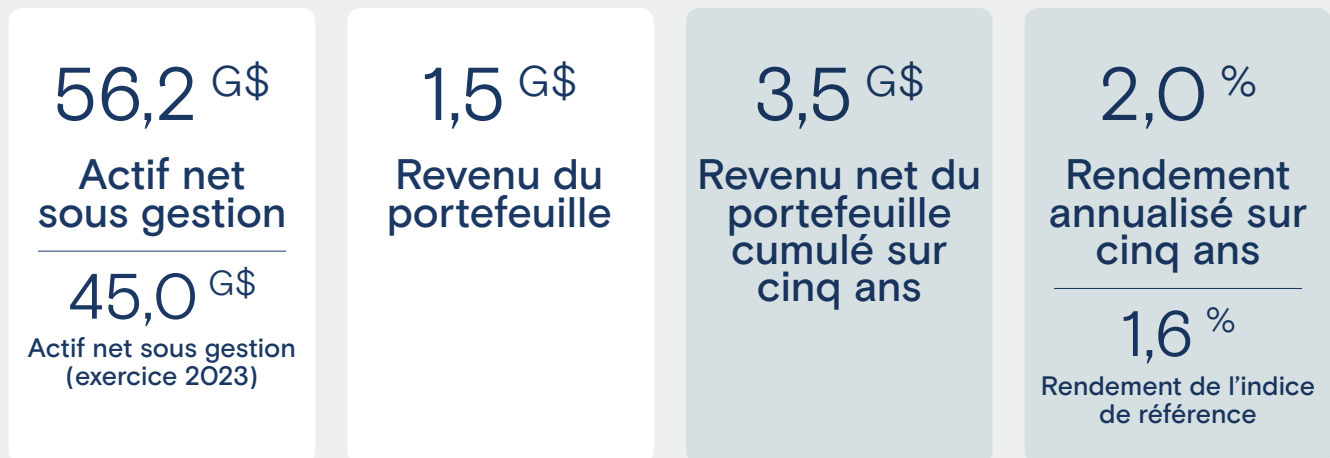 56,2 G$
Actif net
sous gestion
45,0 G$
Actif net sous gestion
(exercice 2023)
1,5 G$
Revenu du
portefeuille
3,5 G$
Revenu net du
portefeuille
cumulé sur
cinq ans
2,0 %
Rendement
annualisé sur
cinq ans
1,6 %
Rendement de l’indice
de référence